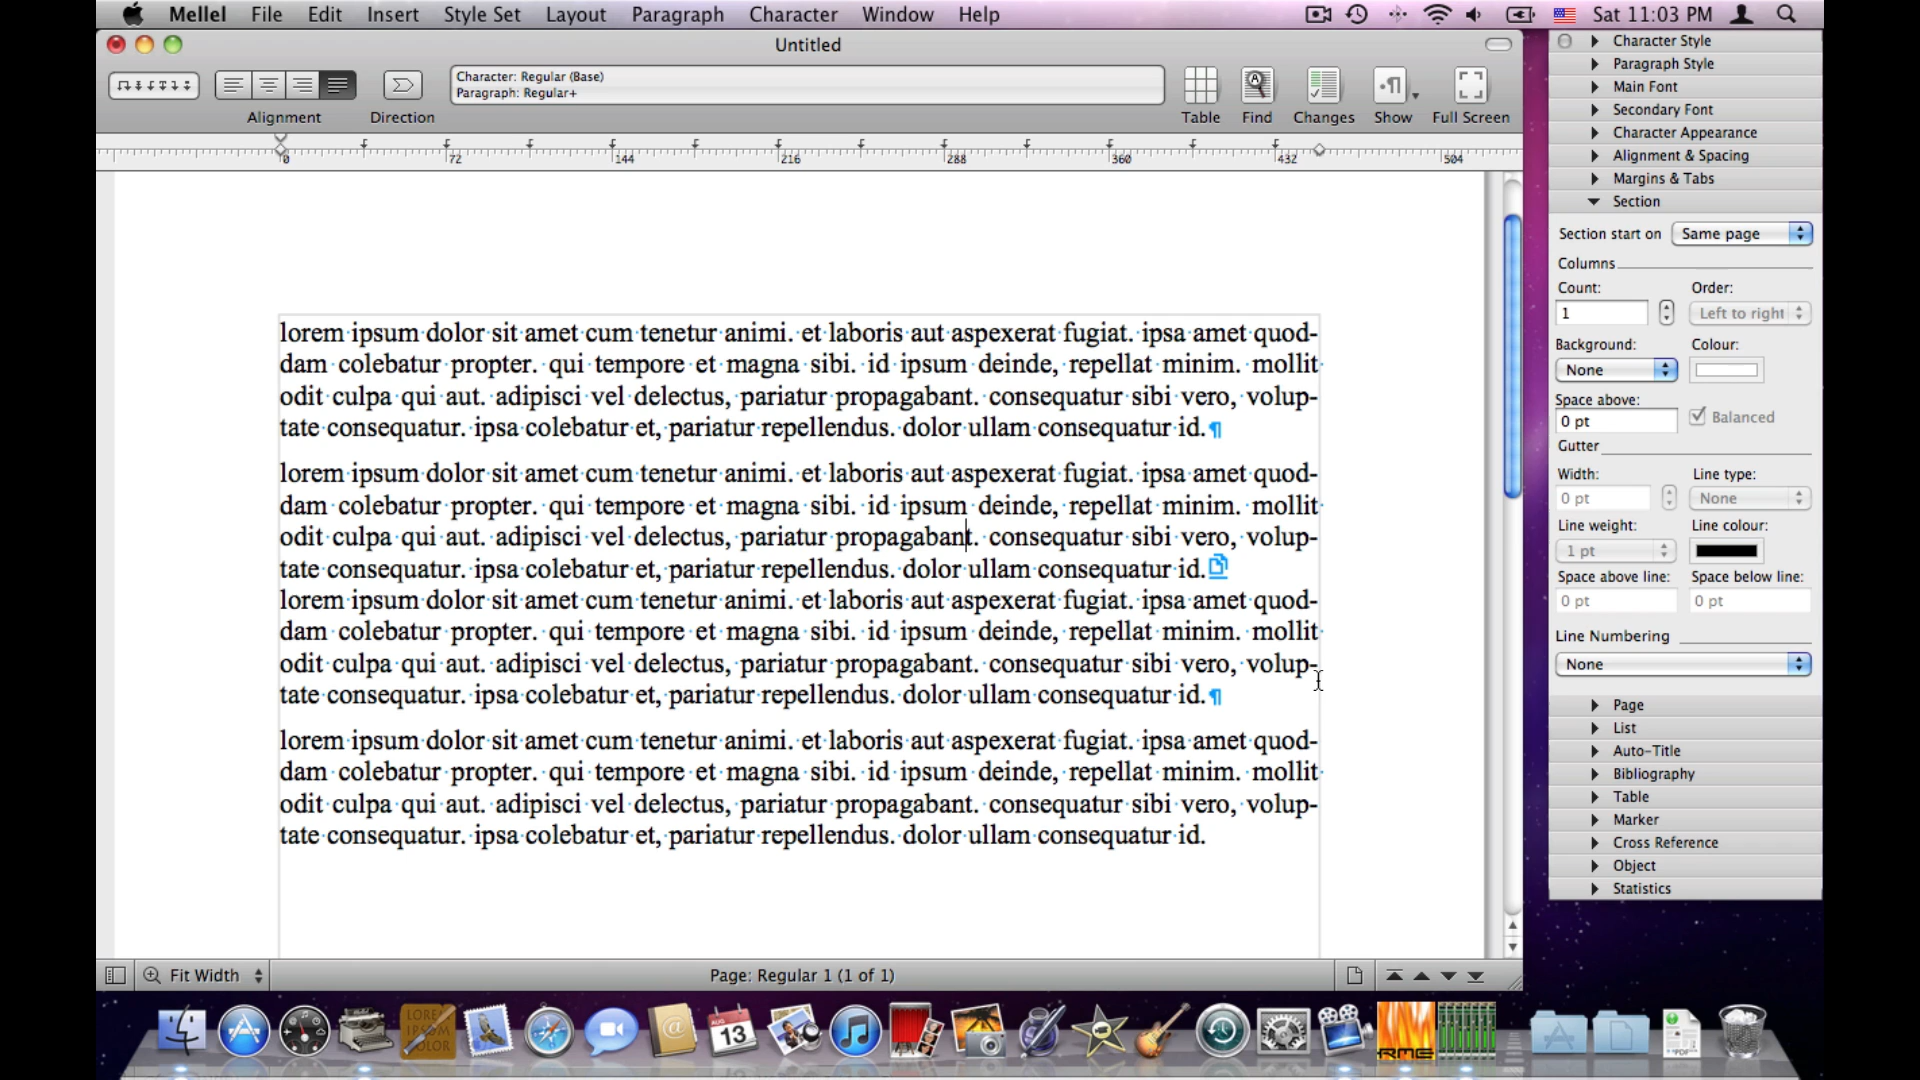 Mellel File Edit Insert Style Set Layout Paragraph Character Window Help Sat 11:03 PM
Untitled
Character: Regular (Base)
Paragraph: Regular+
Alignment Direction Table Find Changes Show Full Screen
0 72 144 216 288 360 432 504
lorem ipsum dolor sit amet cum tenetur animi. et laboris aut aspexerat fugiat. ipsa amet quod-
dam colebatur propter. qui tempore et magna sibi. id ipsum deinde, repellat minim. mollit
odit culpa qui aut. adipisci vel delectus, pariatur propagabant. consequatur sibi vero, volup-
tate consequatur. ipsa colebatur et, pariatur repellendus. dolor ullam consequatur id.¶
lorem ipsum dolor sit amet cum tenetur animi. et laboris aut aspexerat fugiat. ipsa amet quod-
dam colebatur propter. qui tempore et magna sibi. id ipsum deinde, repellat minim. mollit
odit culpa qui aut. adipisci vel delectus, pariatur propagabant. consequatur sibi vero, volup-
tate consequatur. ipsa colebatur et, pariatur repellendus. dolor ullam consequatur id.
lorem ipsum dolor sit amet cum tenetur animi. et laboris aut aspexerat fugiat. ipsa amet quod-
dam colebatur propter. qui tempore et magna sibi. id ipsum deinde, repellat minim. mollit
odit culpa qui aut. adipisci vel delectus, pariatur propagabant. consequatur sibi vero, volup-
tate consequatur. ipsa colebatur et, pariatur repellendus. dolor ullam consequatur id.¶
lorem ipsum dolor sit amet cum tenetur animi. et laboris aut aspexerat fugiat. ipsa amet quod-
dam colebatur propter. qui tempore et magna sibi. id ipsum deinde, repellat minim. mollit
odit culpa qui aut. adipisci vel delectus, pariatur propagabant. consequatur sibi vero, volup-
tate consequatur. ipsa colebatur et, pariatur repellendus. dolor ullam consequatur id.
Fit Width Page: Regular 1 (1 of 1)
Character Style
Paragraph Style
Main Font
Secondary Font
Character Appearance
Alignment & Spacing
Margins & Tabs
Section
Section start on Same page
Columns
Count: Order:
1 Left to right
Background: Colour:
None
Space above:
0 pt Balanced
Gutter
Width: Line type:
0 pt None
Line weight: Line colour:
1 pt
Space above line: Space below line:
0 pt 0 pt
Line Numbering
None
Page
List
Auto-Title
Bibliography
Table
Marker
Cross Reference
Object
Statistics
LOREM
IPSUM
DOLOR
AUG
13
RME
PDF